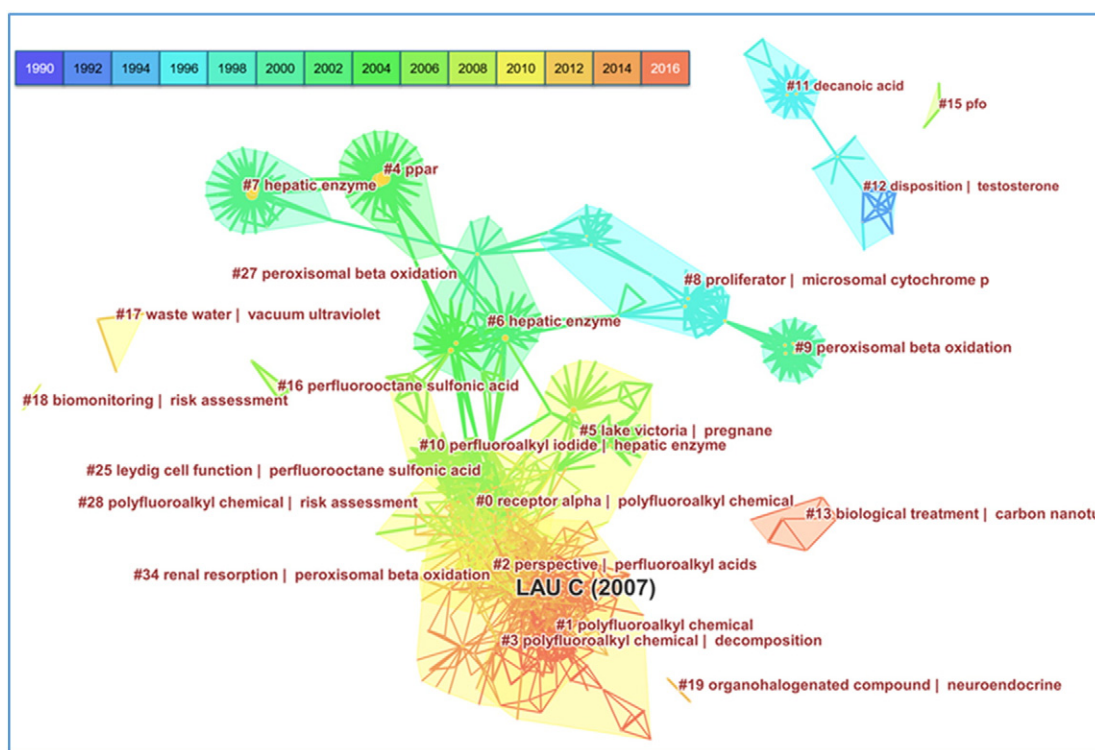 1990 1992 1994 1996 1998 2000 2002 2004 2006 2008 2010 2012 2014 2016
#11 decanoic acid
#15 pfo
#4 ppar
#7 hepatic enzyme
#12 disposition | testosterone
#27 peroxisomal beta oxidation
#8 proliferator | microsomal cytochrome p
#17 waste water | vacuum ultraviolet
#6 hepatic enzyme
#9 peroxisomal beta oxidation
#16 perfluorooctane sulfonic acid
#18 biomonitoring | risk assessment
#5 lake victoria | pregnane
#10 perfluoroalkyl iodide | hepatic enzyme
#25 leydig cell function | perfluorooctane sulfonic acid
#28 polyfluoroalkyl chemical | risk assessment
#0 receptor alpha | polyfluoroalkyl chemical
#13 biological treatment | carbon nanotu
#2 perspective | perfluoroalkyl acids
#34 renal resorption | peroxisomal beta oxidation
LAU C (2007)
#1 polyfluoroalkyl chemical
#3 polyfluoroalkyl chemical | decomposition
#19 organohalogenated compound | neuroendocrine